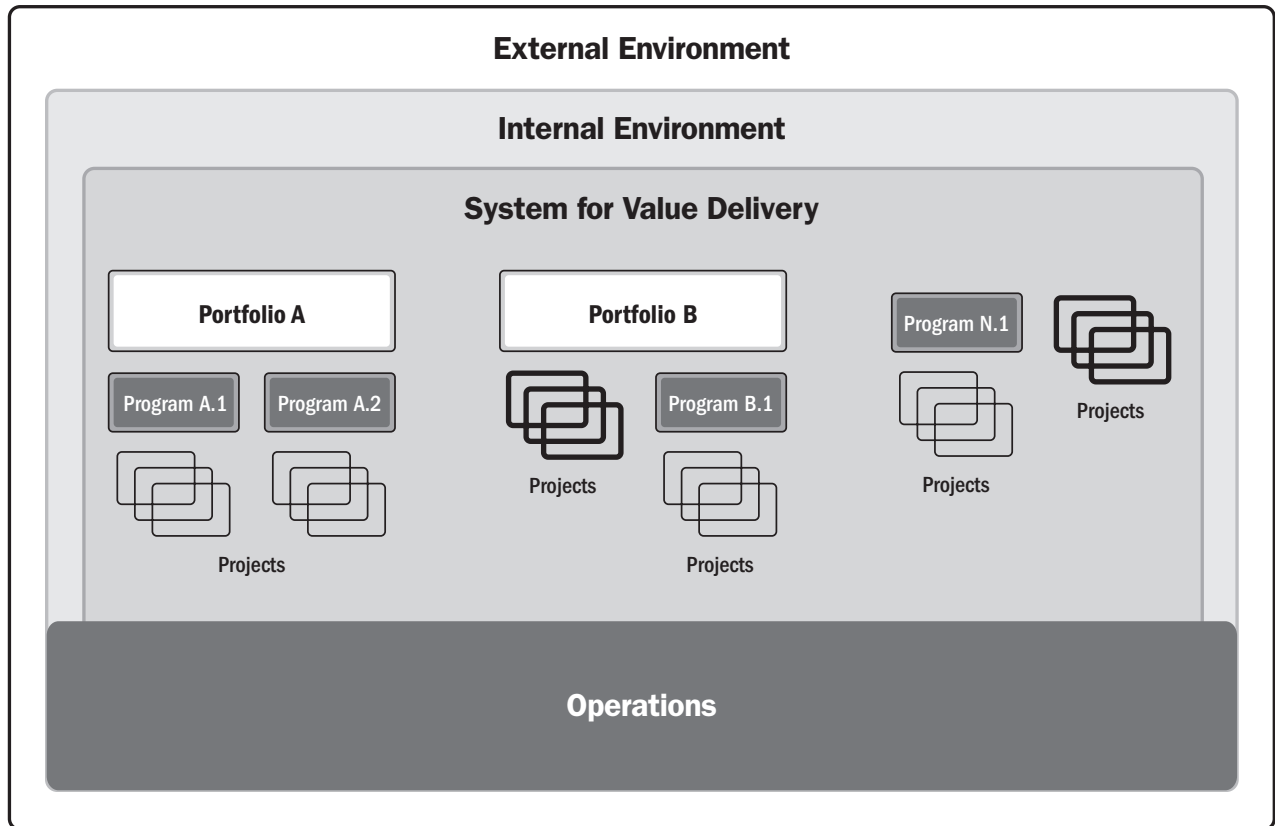 External Environment
Internal Environment
System for Value Delivery
Portfolio A
Portfolio B
Program N.1
Program A.1
Program A.2
Program B.1
Projects
Projects
Projects
Projects
Projects
Operations